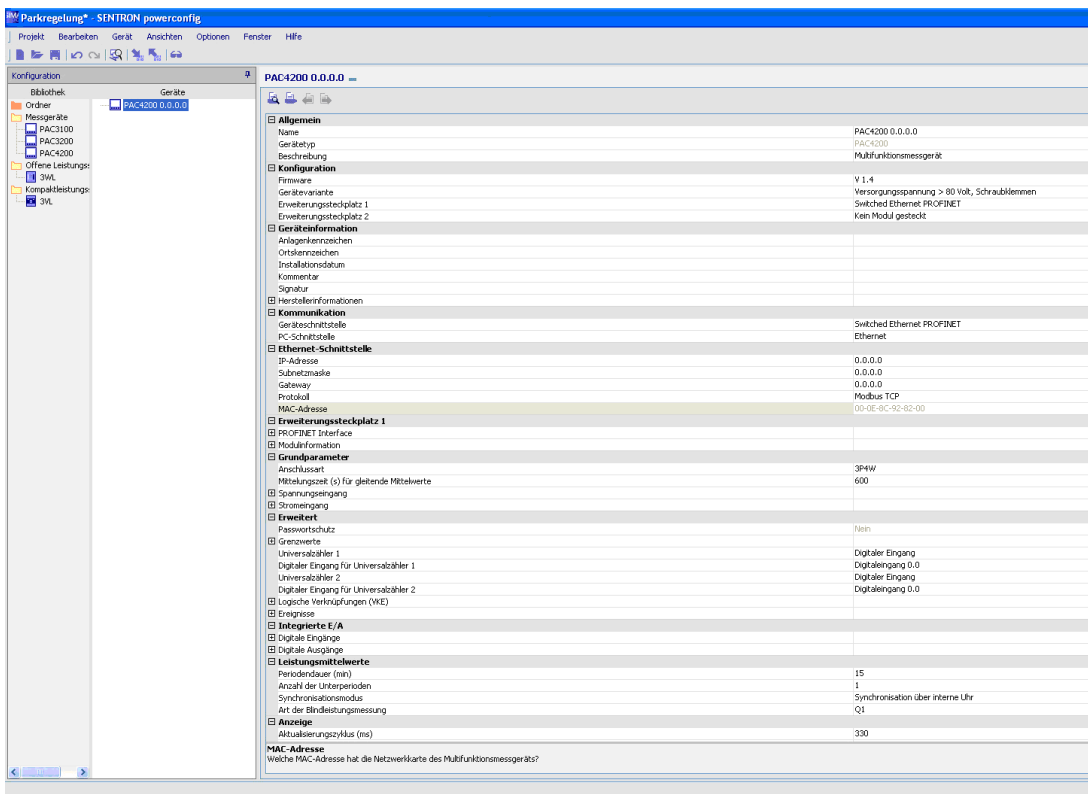 Parkregelung* - SENTRON powerconfig
Projekt Bearbeiten Gerät Ansichten Optionen Fenster Hilfe
Konfiguration
Bibliothek Geräte
Ordner
Messgeräte
PAC3100
PAC3200
PAC4200
Offene Leistungs:
3WL
Kompaktleistungs:
3VL
PAC4200 0.0.0.0
PAC4200 0.0.0.0
Allgemein
Name PAC4200 0.0.0.0
Gerätetyp PAC4200
Beschreibung Multifunktionsmessgerät
Konfiguration
Firmware V 1.4
Gerätevariante Versorgungsspannung > 80 Volt, Schraubklemmen
Erweiterungssteckplatz 1 Switched Ethernet PROFINET
Erweiterungssteckplatz 2 Kein Modul gesteckt
Geräteinformation
Anlagenkennzeichen
Ortskennzeichen
Installationsdatum
Kommentar
Signatur
Herstellerinformationen
Kommunikation
Geräteschnittstelle Switched Ethernet PROFINET
PC-Schnittstelle Ethernet
Ethernet-Schnittstelle
IP-Adresse 0.0.0.0
Subnetzmaske 0.0.0.0
Gateway 0.0.0.0
Protokoll Modbus TCP
MAC-Adresse 00-0E-8C-92-82-00
Erweiterungssteckplatz 1
PROFINET Interface
Modulinformation
Grundparameter
Anschlussart 3P4W
Mittelungszeit (s) für gleitende Mittelwerte 600
Spannungseingang
Stromeingang
Erweitert
Passwortschutz Nein
Grenzwerte
Universalzähler 1 Digitaler Eingang
Digitaler Eingang für Universalzähler 1 Digitaleingang 0.0
Universalzähler 2 Digitaler Eingang
Digitaler Eingang für Universalzähler 2 Digitaleingang 0.0
Logische Verknüpfungen (VKE)
Ereignisse
Integrierte E/A
Digitale Eingänge
Digitale Ausgänge
Leistungsmittelwerte
Periodendauer (min) 15
Anzahl der Unterperioden 1
Synchronisationsmodus Synchronisation über interne Uhr
Art der Blindleistungsmessung Q1
Anzeige
Aktualisierungszyklus (ms) 330
MAC-Adresse
Welche MAC-Adresse hat die Netzwerkkarte des Multifunktionsmessgeräts?